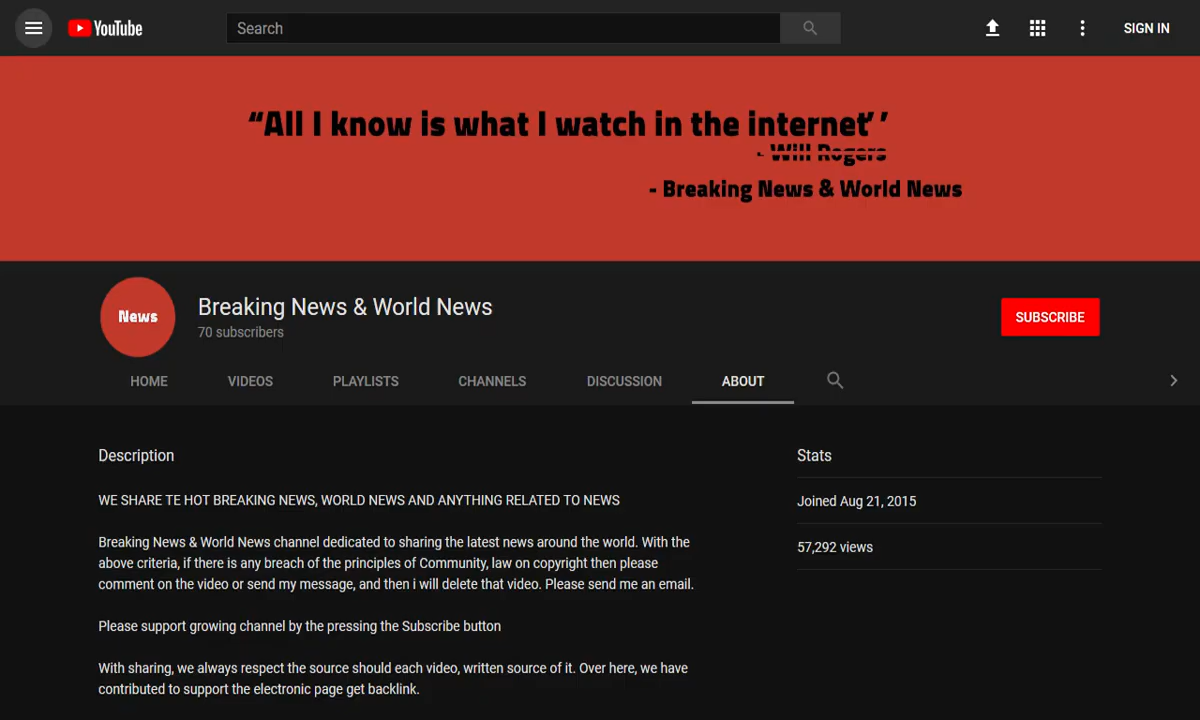 YouTube
Search
SIGN IN
“All I know is what I watch in the internet’’
- Will Rogers
- Breaking News & World News
News
Breaking News & World News
70 subscribers
SUBSCRIBE
HOME VIDEOS PLAYLISTS CHANNELS DISCUSSION ABOUT
Description
WE SHARE TE HOT BREAKING NEWS, WORLD NEWS AND ANYTHING RELATED TO NEWS
Breaking News & World News channel dedicated to sharing the latest news around the world. With the
above criteria, if there is any breach of the principles of Community, law on copyright then please
comment on the video or send my message, and then i will delete that video. Please send me an email.
Please support growing channel by the pressing the Subscribe button
With sharing, we always respect the source should each video, written source of it. Over here, we have
contributed to support the electronic page get backlink.
Stats
Joined Aug 21, 2015
57,292 views